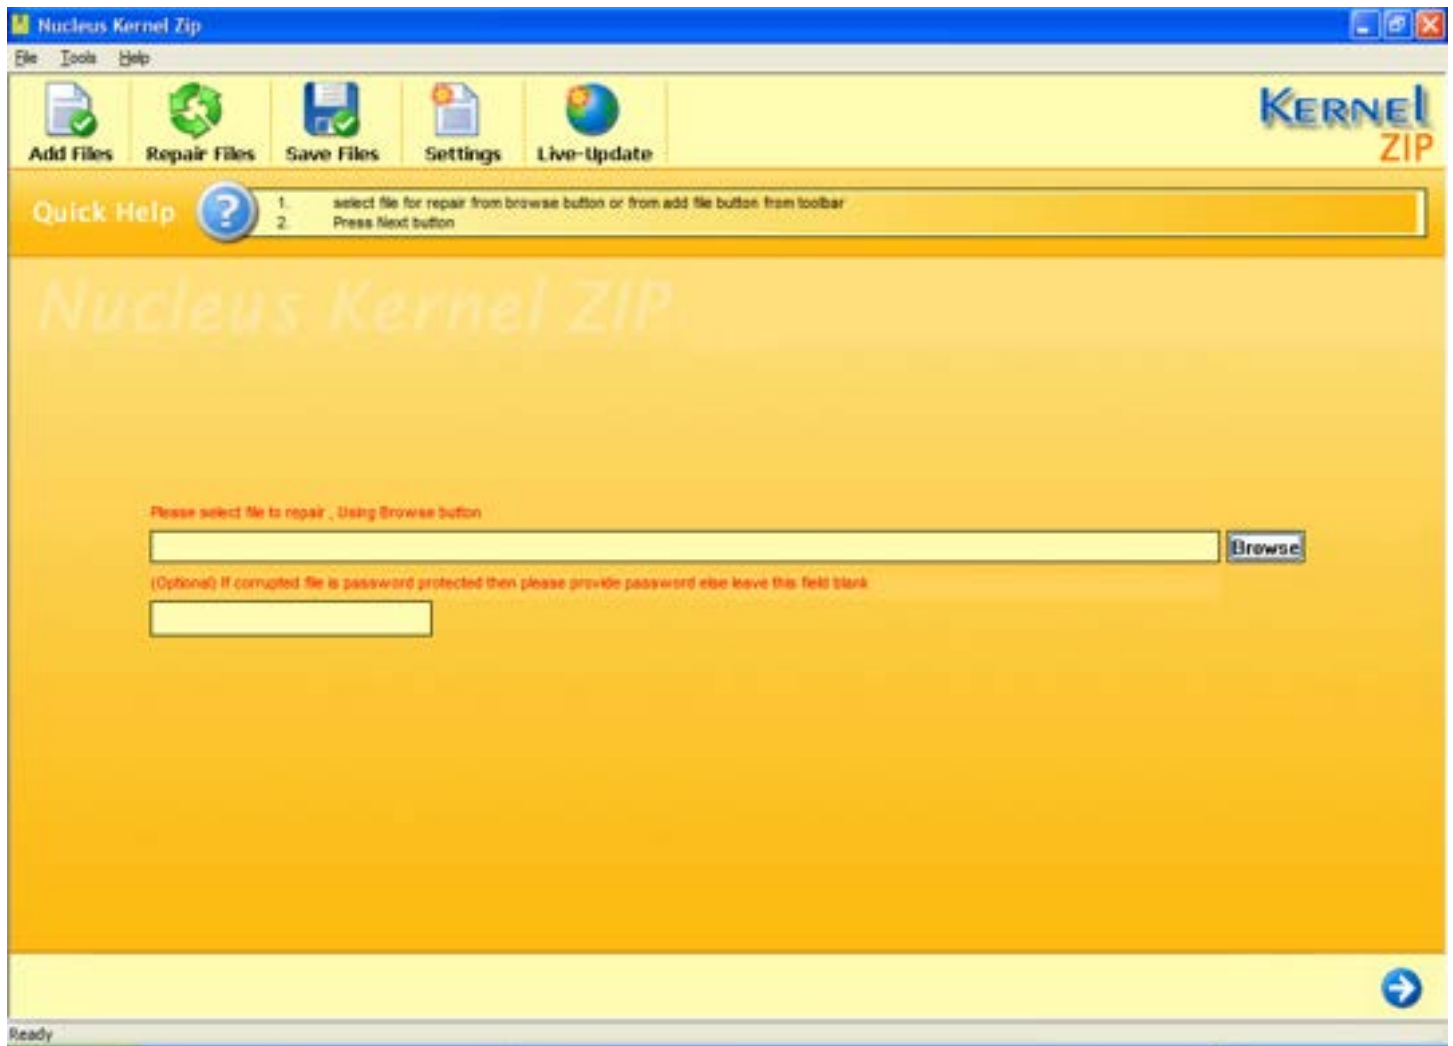 Nucleus Kernel Zip
File Tools Help
KERNEl
ZIP
Add Files Repair Files Save Files Settings Live-Update
Quick Help
1. select file for repair from browse button or from add file button from toolbar
2. Press Next button
Nucleus Kernel ZIP
Please select file to repair , Using Browse button
Browse
(Optional) If corrupted file is password protected then please provide password else leave this field blank
Ready